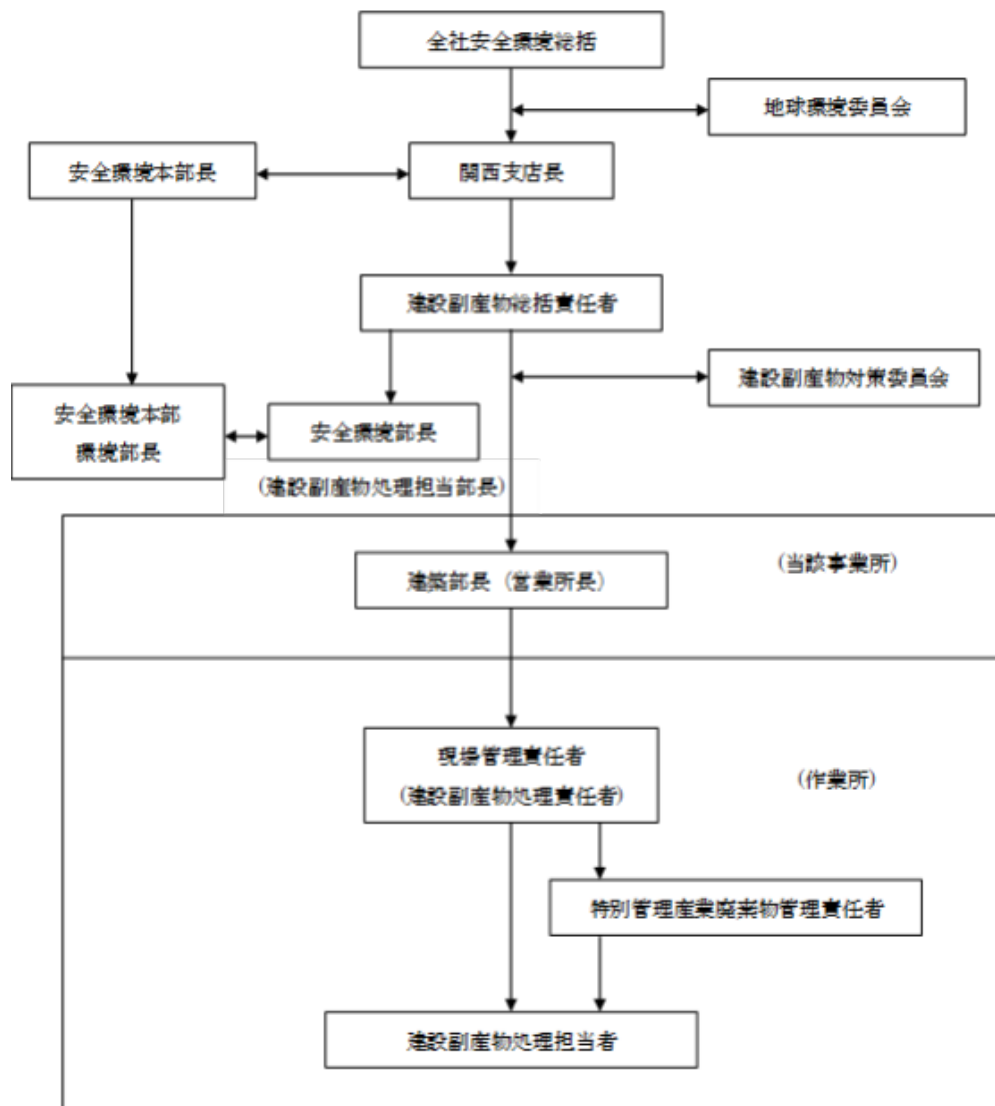 全社安全環境総括
地球環境委員会
安全環境本部長
関西支店長
建設副産物総括責任者
建設副産物対策委員会
安全環境本部
環境部長
安全環境部長
(建設副産物処理担当部長)
(当該事業所)
建築部長（営業所長）
現場管理責任者
(建設副産物処理責任者)
(作業所)
特別管理産業廃棄物管理責任者
建設副産物処理担当者